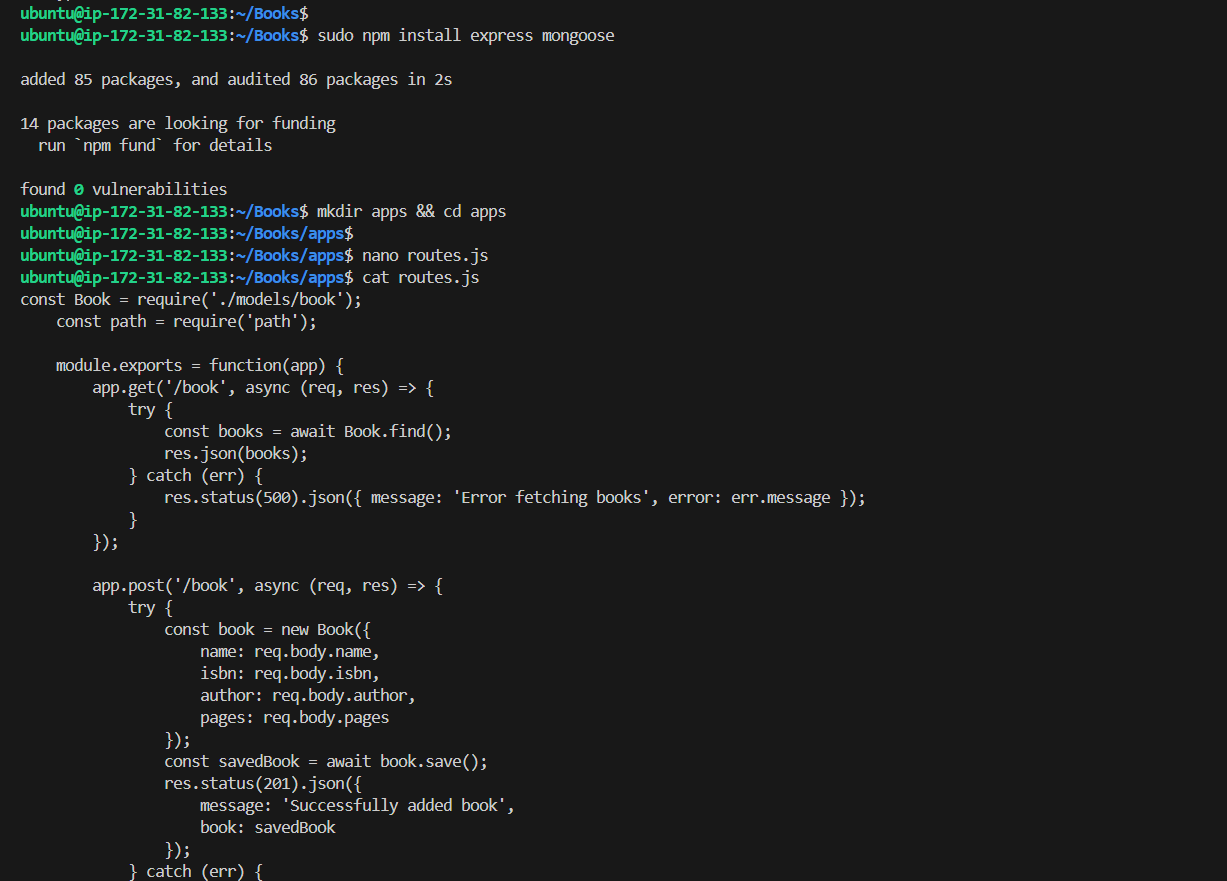 ubuntu@ip-172-31-82-133:~/Books$
ubuntu@ip-172-31-82-133:~/Books$ sudo npm install express mongoose

added 85 packages, and audited 86 packages in 2s

14 packages are looking for funding
  run `npm fund` for details

found 0 vulnerabilities
ubuntu@ip-172-31-82-133:~/Books$ mkdir apps && cd apps
ubuntu@ip-172-31-82-133:~/Books/apps$
ubuntu@ip-172-31-82-133:~/Books/apps$ nano routes.js
ubuntu@ip-172-31-82-133:~/Books/apps$ cat routes.js
const Book = require('./models/book');
    const path = require('path');

    module.exports = function(app) {
        app.get('/book', async (req, res) => {
            try {
                const books = await Book.find();
                res.json(books);
            } catch (err) {
                res.status(500).json({ message: 'Error fetching books', error: err.message });
            }
        });

        app.post('/book', async (req, res) => {
            try {
                const book = new Book({
                    name: req.body.name,
                    isbn: req.body.isbn,
                    author: req.body.author,
                    pages: req.body.pages
                });
                const savedBook = await book.save();
                res.status(201).json({
                    message: 'Successfully added book',
                    book: savedBook
                });
            } catch (err) {